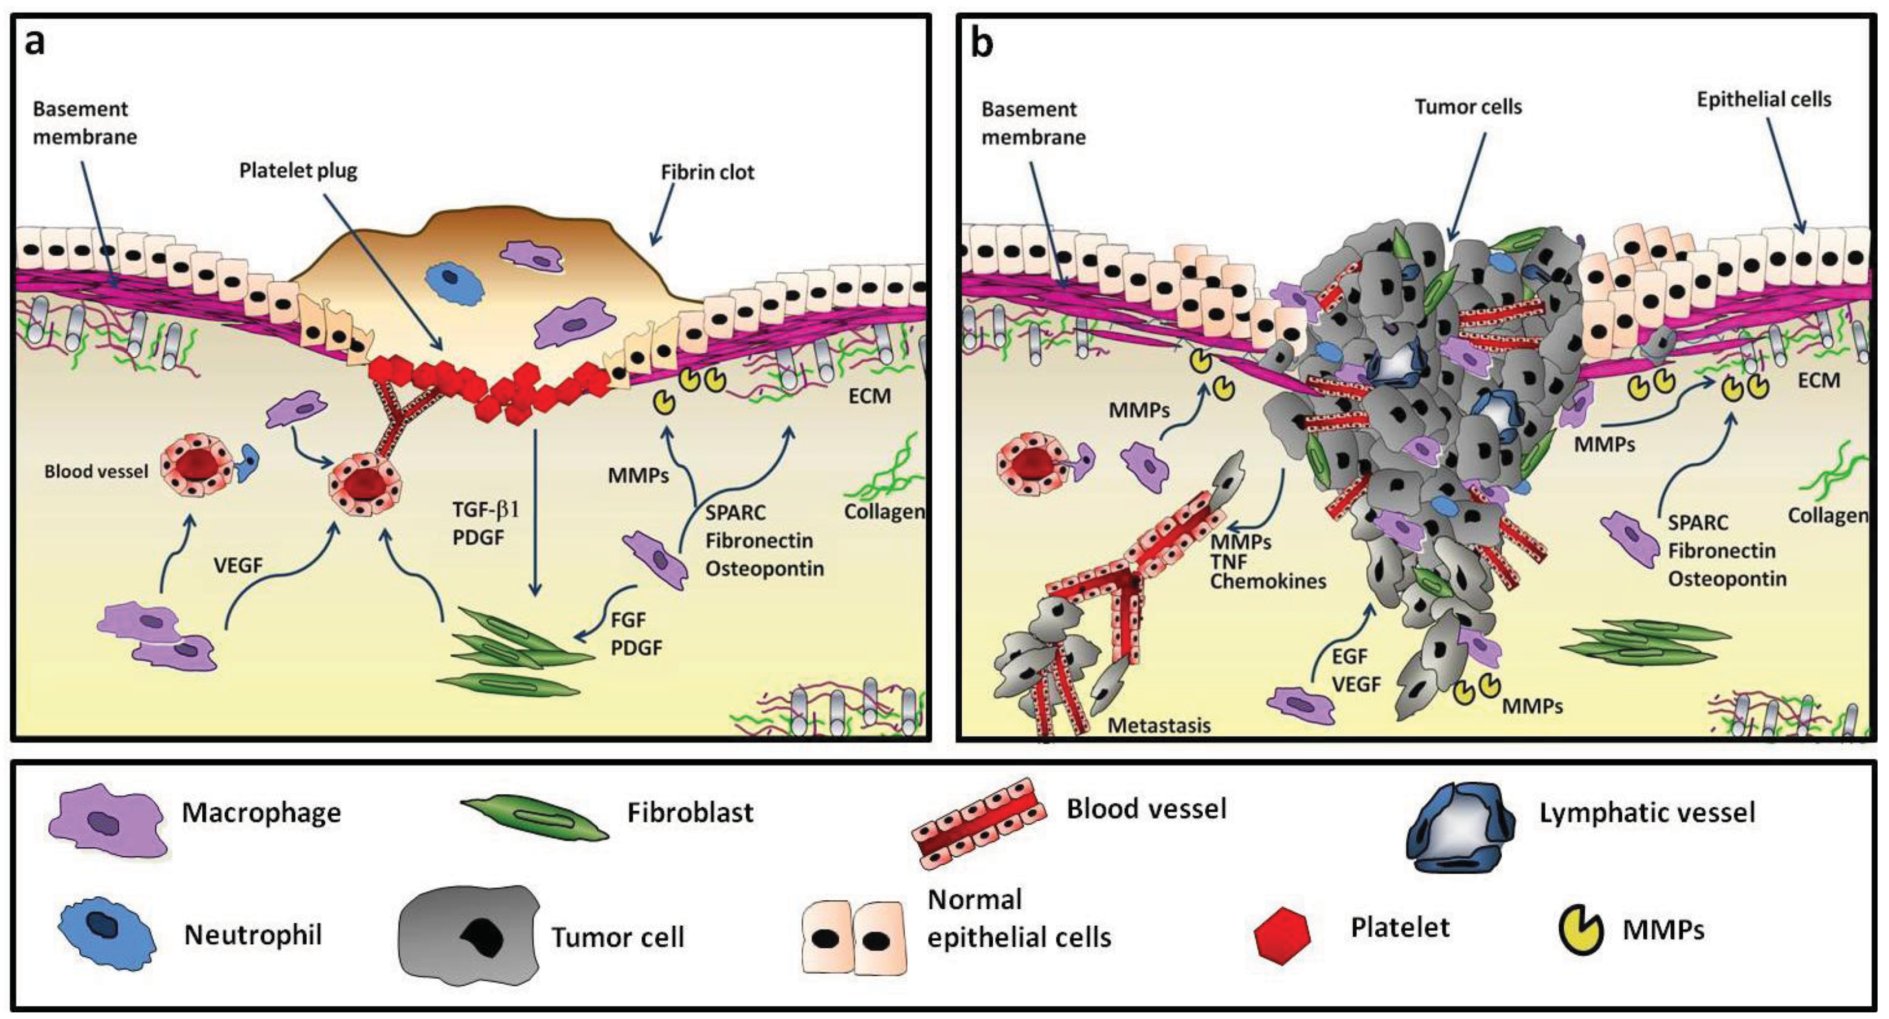 a
Basement
membrane
Platelet plug
Fibrin clot
ECM
Blood vessel
MMPs
TGF-β1
PDGF
SPARC
Fibronectin
Osteopontin
Collagen
VEGF
FGF
PDGF
b
Basement
membrane
Tumor cells
Epithelial cells
ECM
MMPs
MMPs
Collagen
MMPs
TNF
Chemokines
SPARC
Fibronectin
Osteopontin
EGF
VEGF
MMPs
Metastasis
Macrophage
Fibroblast
Blood vessel
Lymphatic vessel
Neutrophil
Tumor cell
Normal
epithelial cells
Platelet
MMPs